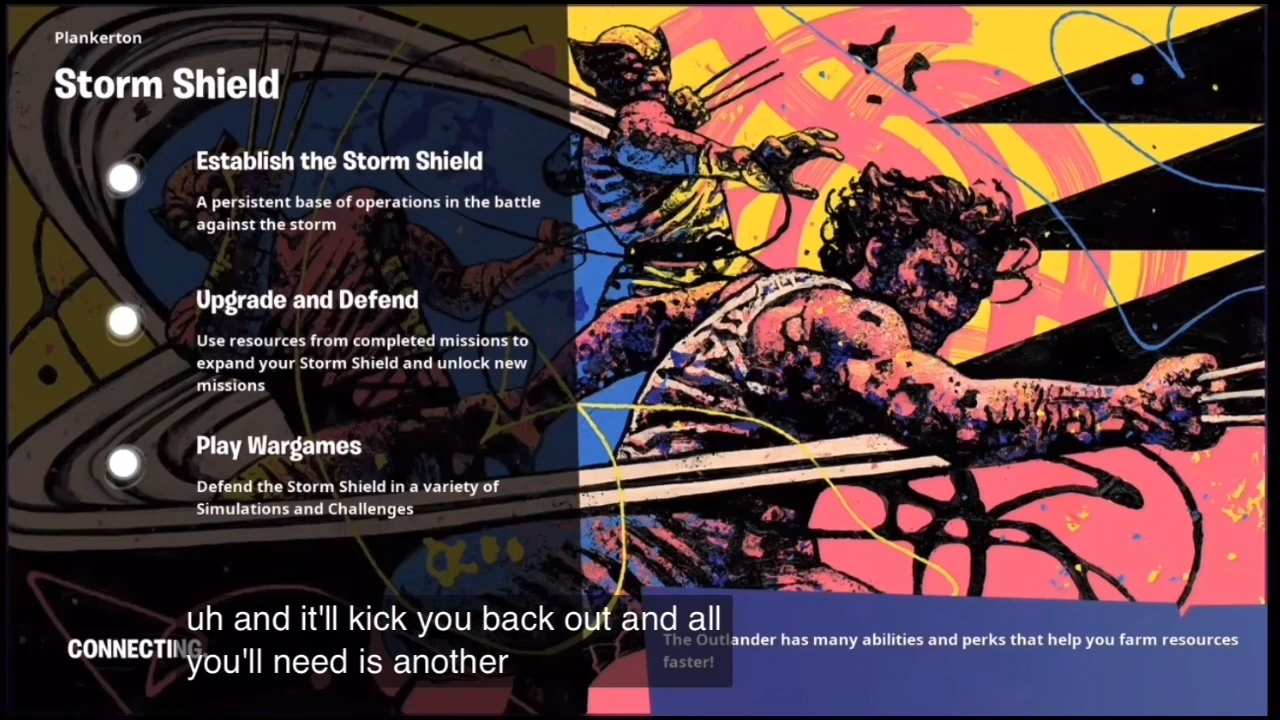 Plankerton
Storm Shield
Establish the Storm Shield
A persistent base of operations in the battle
against the storm
Upgrade and Defend
Use resources from completed missions to
expand your Storm Shield and unlock new
missions
Play Wargames
Defend the Storm Shield in a variety of
Simulations and Challenges
CONNECTING
uh and it'll kick you back out and all
you'll need is another
The Outlander has many abilities and perks that help you farm resources
faster!